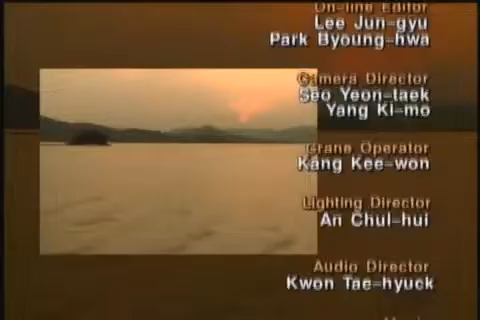 On-line Editor
Lee Jun-gyu
Park Byoung-hwa
Camera Director
Seo Yeon-taek
Yang Ki-mo
Crane Operator
Kang Kee-won
Lighting Director
An Chul-hui
Audio Director
Kwon Tae-hyuck